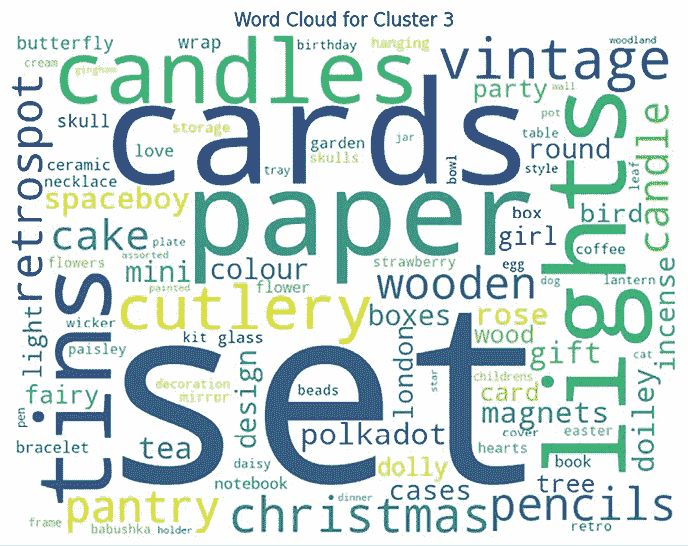 Word Cloud for Cluster 3
butterfly
wrap
birthday
hanging
woodland
cream
gingham
candles
vintage
wall
skull
storage
cards
party
pot
lights
candle
retrospot
love
garden
jar
table
round
ceramic
skulls
style
leaf
necklace
tray
bowl
spaceboy
paper
box
bird
cake
plate
girl
coffee
assorted
strawberry
egg
flowers
mini
colour
dog
lantern
painted
flower
wooden
incense
tins
light
wicker
cutlery
boxes
rose
kit
glass
wood
paisley
set
london
gift
cat
fairy
decoration
mirror
design
beads
star
childrens
card
magnets
doiley
pen
polkadot
cover
easter
bracelet
tea
daisy
hearts
book
notebook
dolly
cases
tree
pantry
dinner
christmas
pencils
frame
babushka
holder
retro